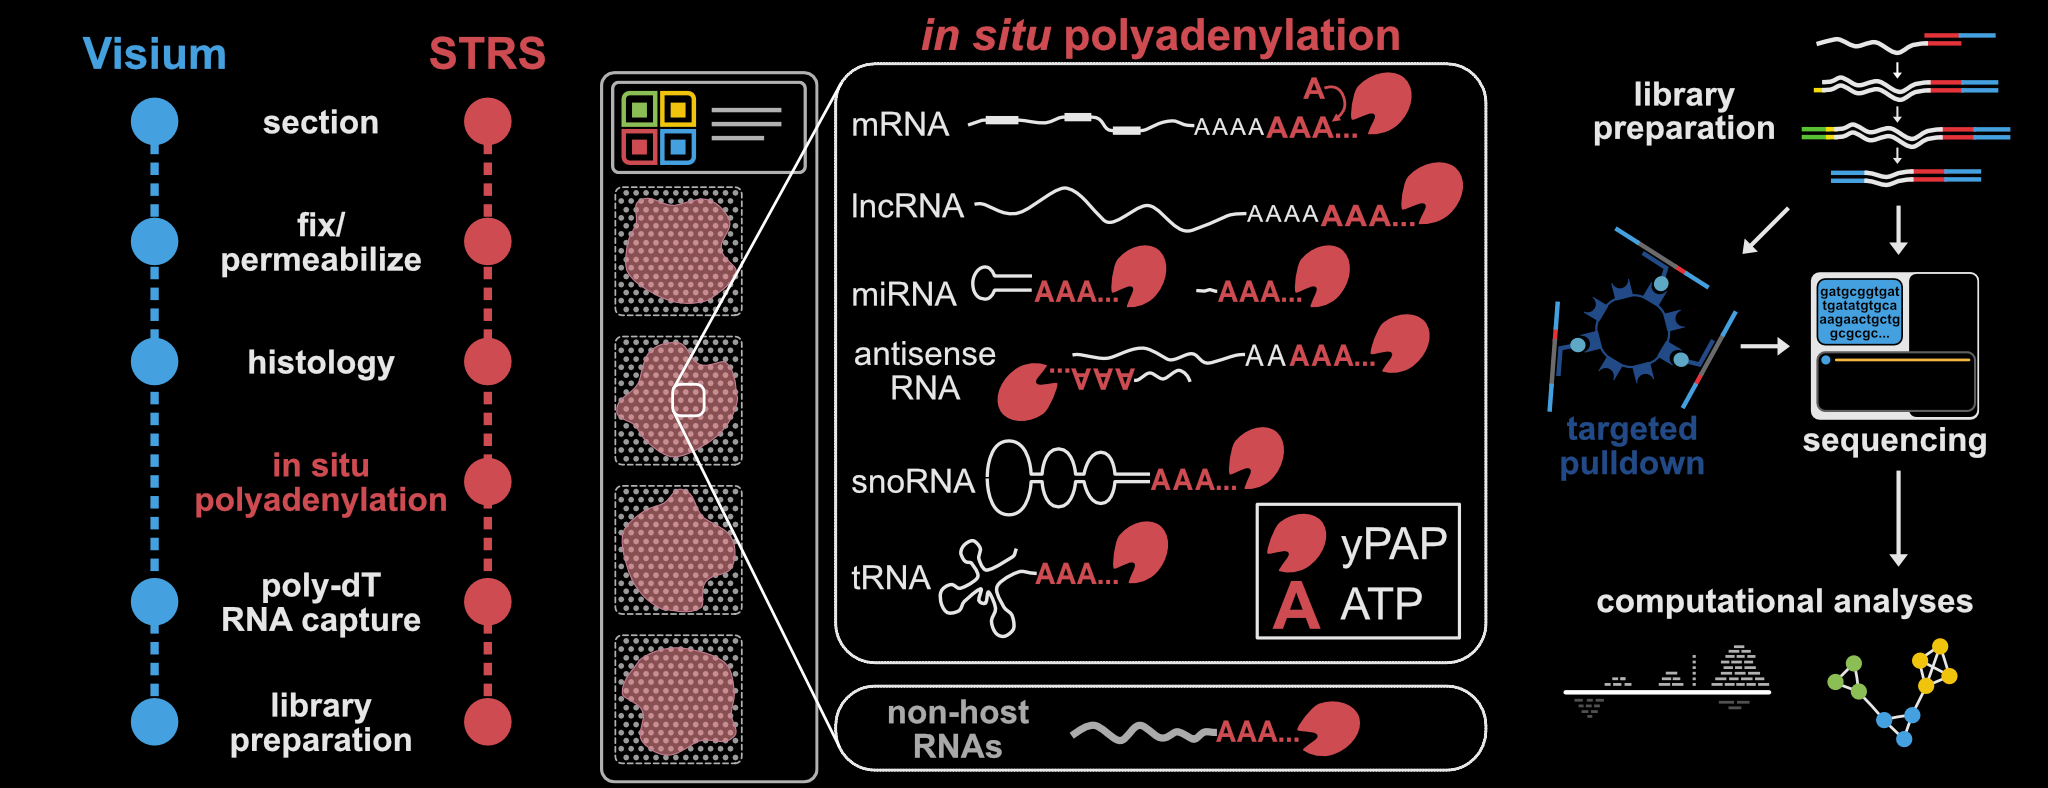 Visium
STRS
section
fix/
permeabilize
histology
in situ
polyadenylation
poly-dT
RNA capture
library
preparation
in situ polyadenylation
A
mRNA
AAAAAAA...
lncRNA
AAAAAAA...
miRNA
AAA...
AAA...
antisense
RNA
AAAAA...
AAA...
snoRNA
AAA...
tRNA
AAA...
yPAP
A ATP
non-host
RNAs
AAA...
library
preparation
gatgcggtgat
tgatatgtgca
aagaactgctg
gcgcgc...
targeted
pulldown
sequencing
computational analyses